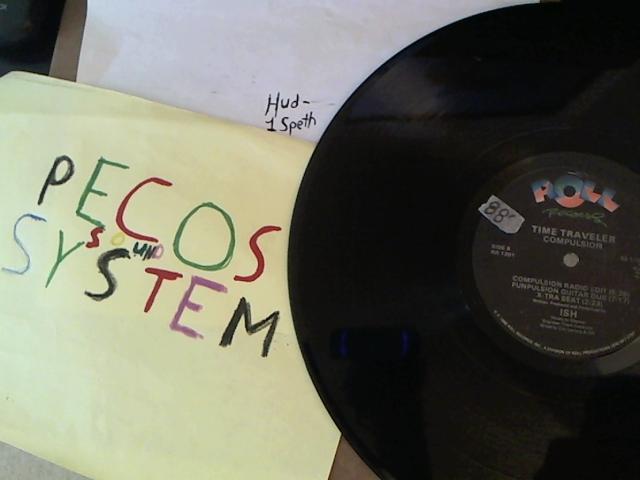 Hud-
1 Speth
PECOS
SOUND
SYSTEM
88¢
ROLL
RECORDS
TIME TRAVELER
COMPULSION
SIDE A
COMPULSION RADIO EDIT
FUNPULSION GUITAR DUB
X-TRA BEAT
ISH